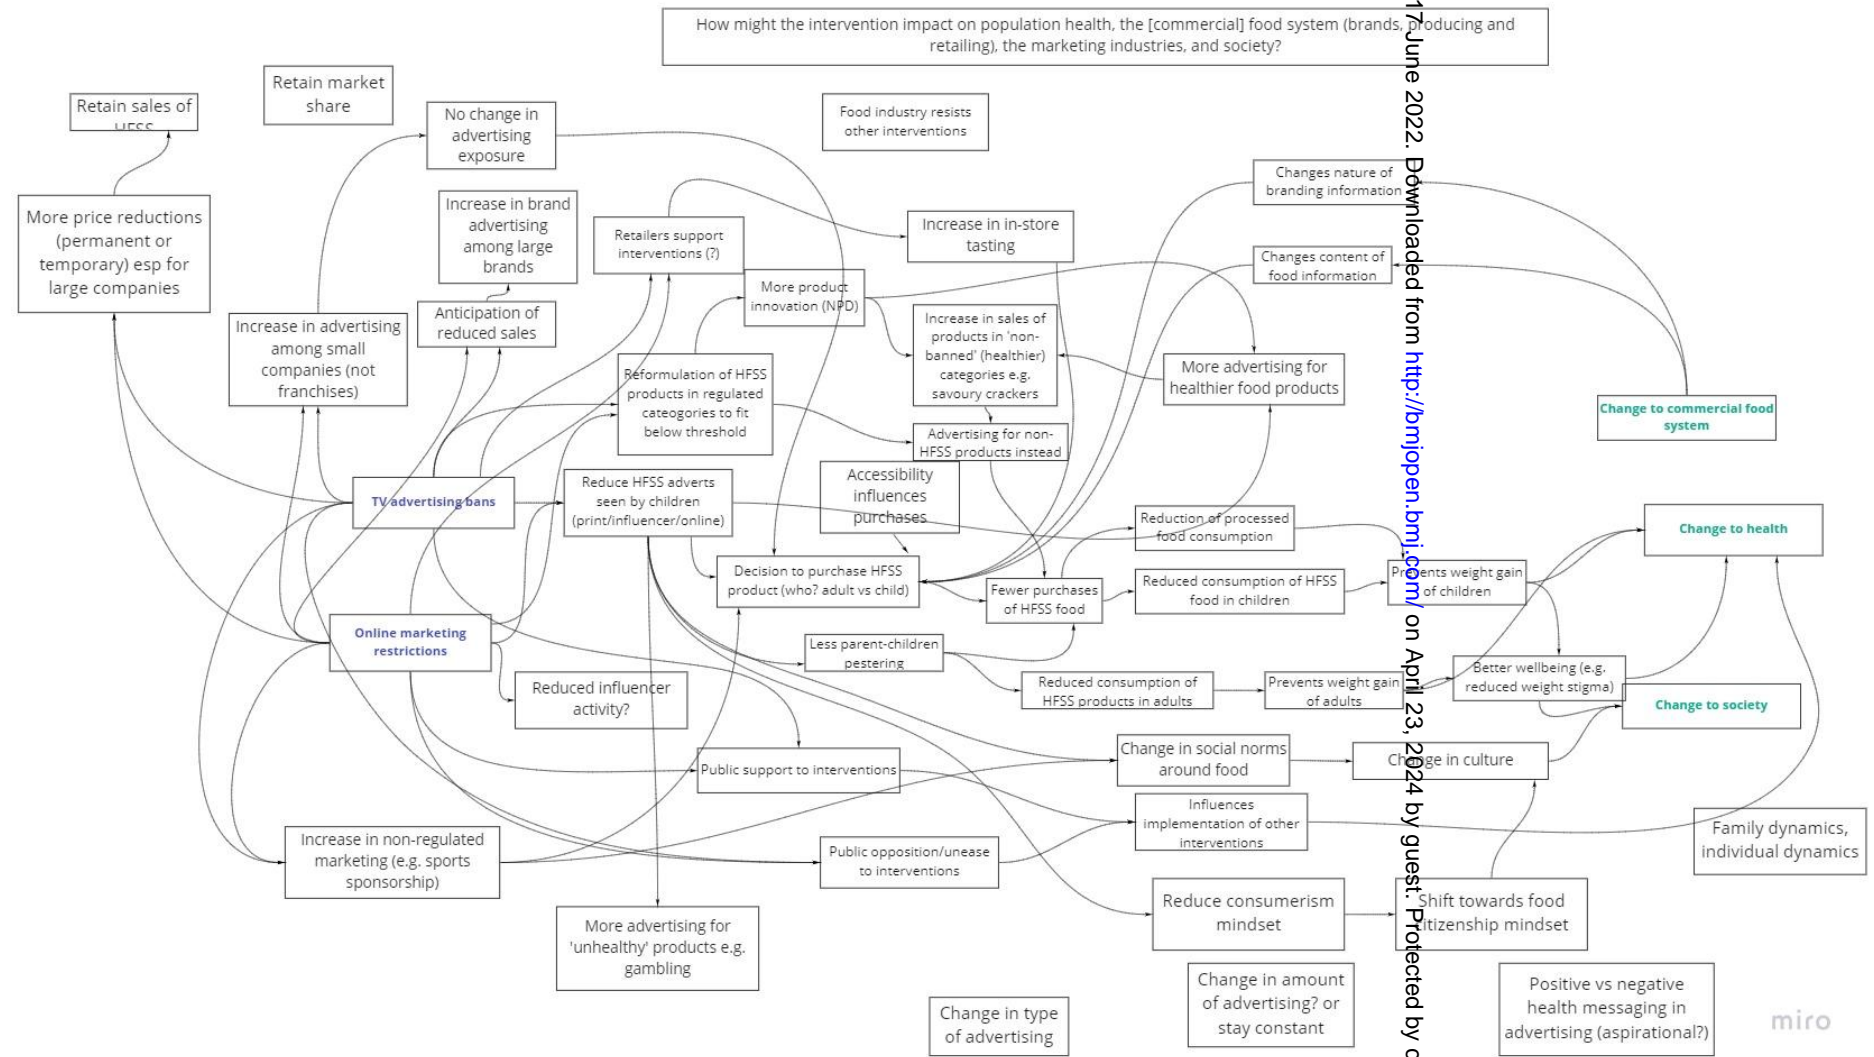 How might the intervention impact on population health, the [commercial] food system (brands, producing and
retailing), the marketing industries, and society?
Retain sales of
HFSS
Retain market
share
No change in
advertising
exposure
Food industry resists
other interventions
Changes nature of
branding information
More price reductions
(permanent or
temporary) esp for
large companies
Increase in brand
advertising
among large
brands
Retailers support
interventions (?)
Increase in in-store
tasting
Changes content of
food information
More product
innovation (NPD)
Increase in advertising
among small
companies (not
franchises)
Anticipation of
reduced sales
Increase in sales of
products in 'non-
banned' (healthier)
categories e.g.
savoury crackers
Reformulation of HFSS
products in regulated
cateogories to fit
below threshold
More advertising for
healthier food products
Change to commercial food
system
Advertising for non-
HFSS products instead
TV advertising bans
Reduce HFSS adverts
seen by children
(print/influencer/online)
Accessibility
influences
purchases
Reduction of processed
food consumption
Change to health
Decision to purchase HFSS
product (who? adult vs child)
Fewer purchases
of HFSS food
Reduced consumption of HFSS
food in children
Prevents weight gain
of children
Online marketing
restrictions
Less parent-children
pestering
Reduced influencer
activity?
Reduced consumption of
HFSS products in adults
Prevents weight gain
of adults
Better wellbeing (e.g.
reduced weight stigma)
Change to society
Public support to interventions
Change in social norms
around food
Change in culture
Influences
implementation of other
interventions
Family dynamics,
individual dynamics
Increase in non-regulated
marketing (e.g. sports
sponsorship)
Public opposition/unease
to interventions
Reduce consumerism
mindset
Shift towards food
citizenship mindset
More advertising for
'unhealthy' products e.g.
gambling
Change in type
of advertising
Change in amount
of advertising? or
stay constant
Positive vs negative
health messaging in
advertising (aspirational?)
miro
17 June 2022. Downloaded from http://bmjopen.bmj.com/ on April 23, 2024 by guest. Protected by c